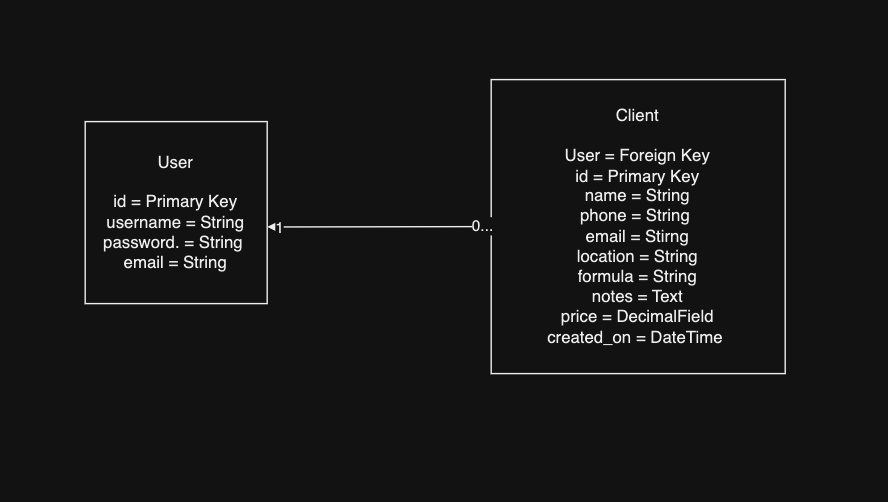 User
id = Primary Key
username = String
password. = String
email = String
1
0...
Client
User = Foreign Key
id = Primary Key
name = String
phone = String
email = Stirng
location = String
formula = String
notes = Text
price = DecimalField
created_on = DateTime